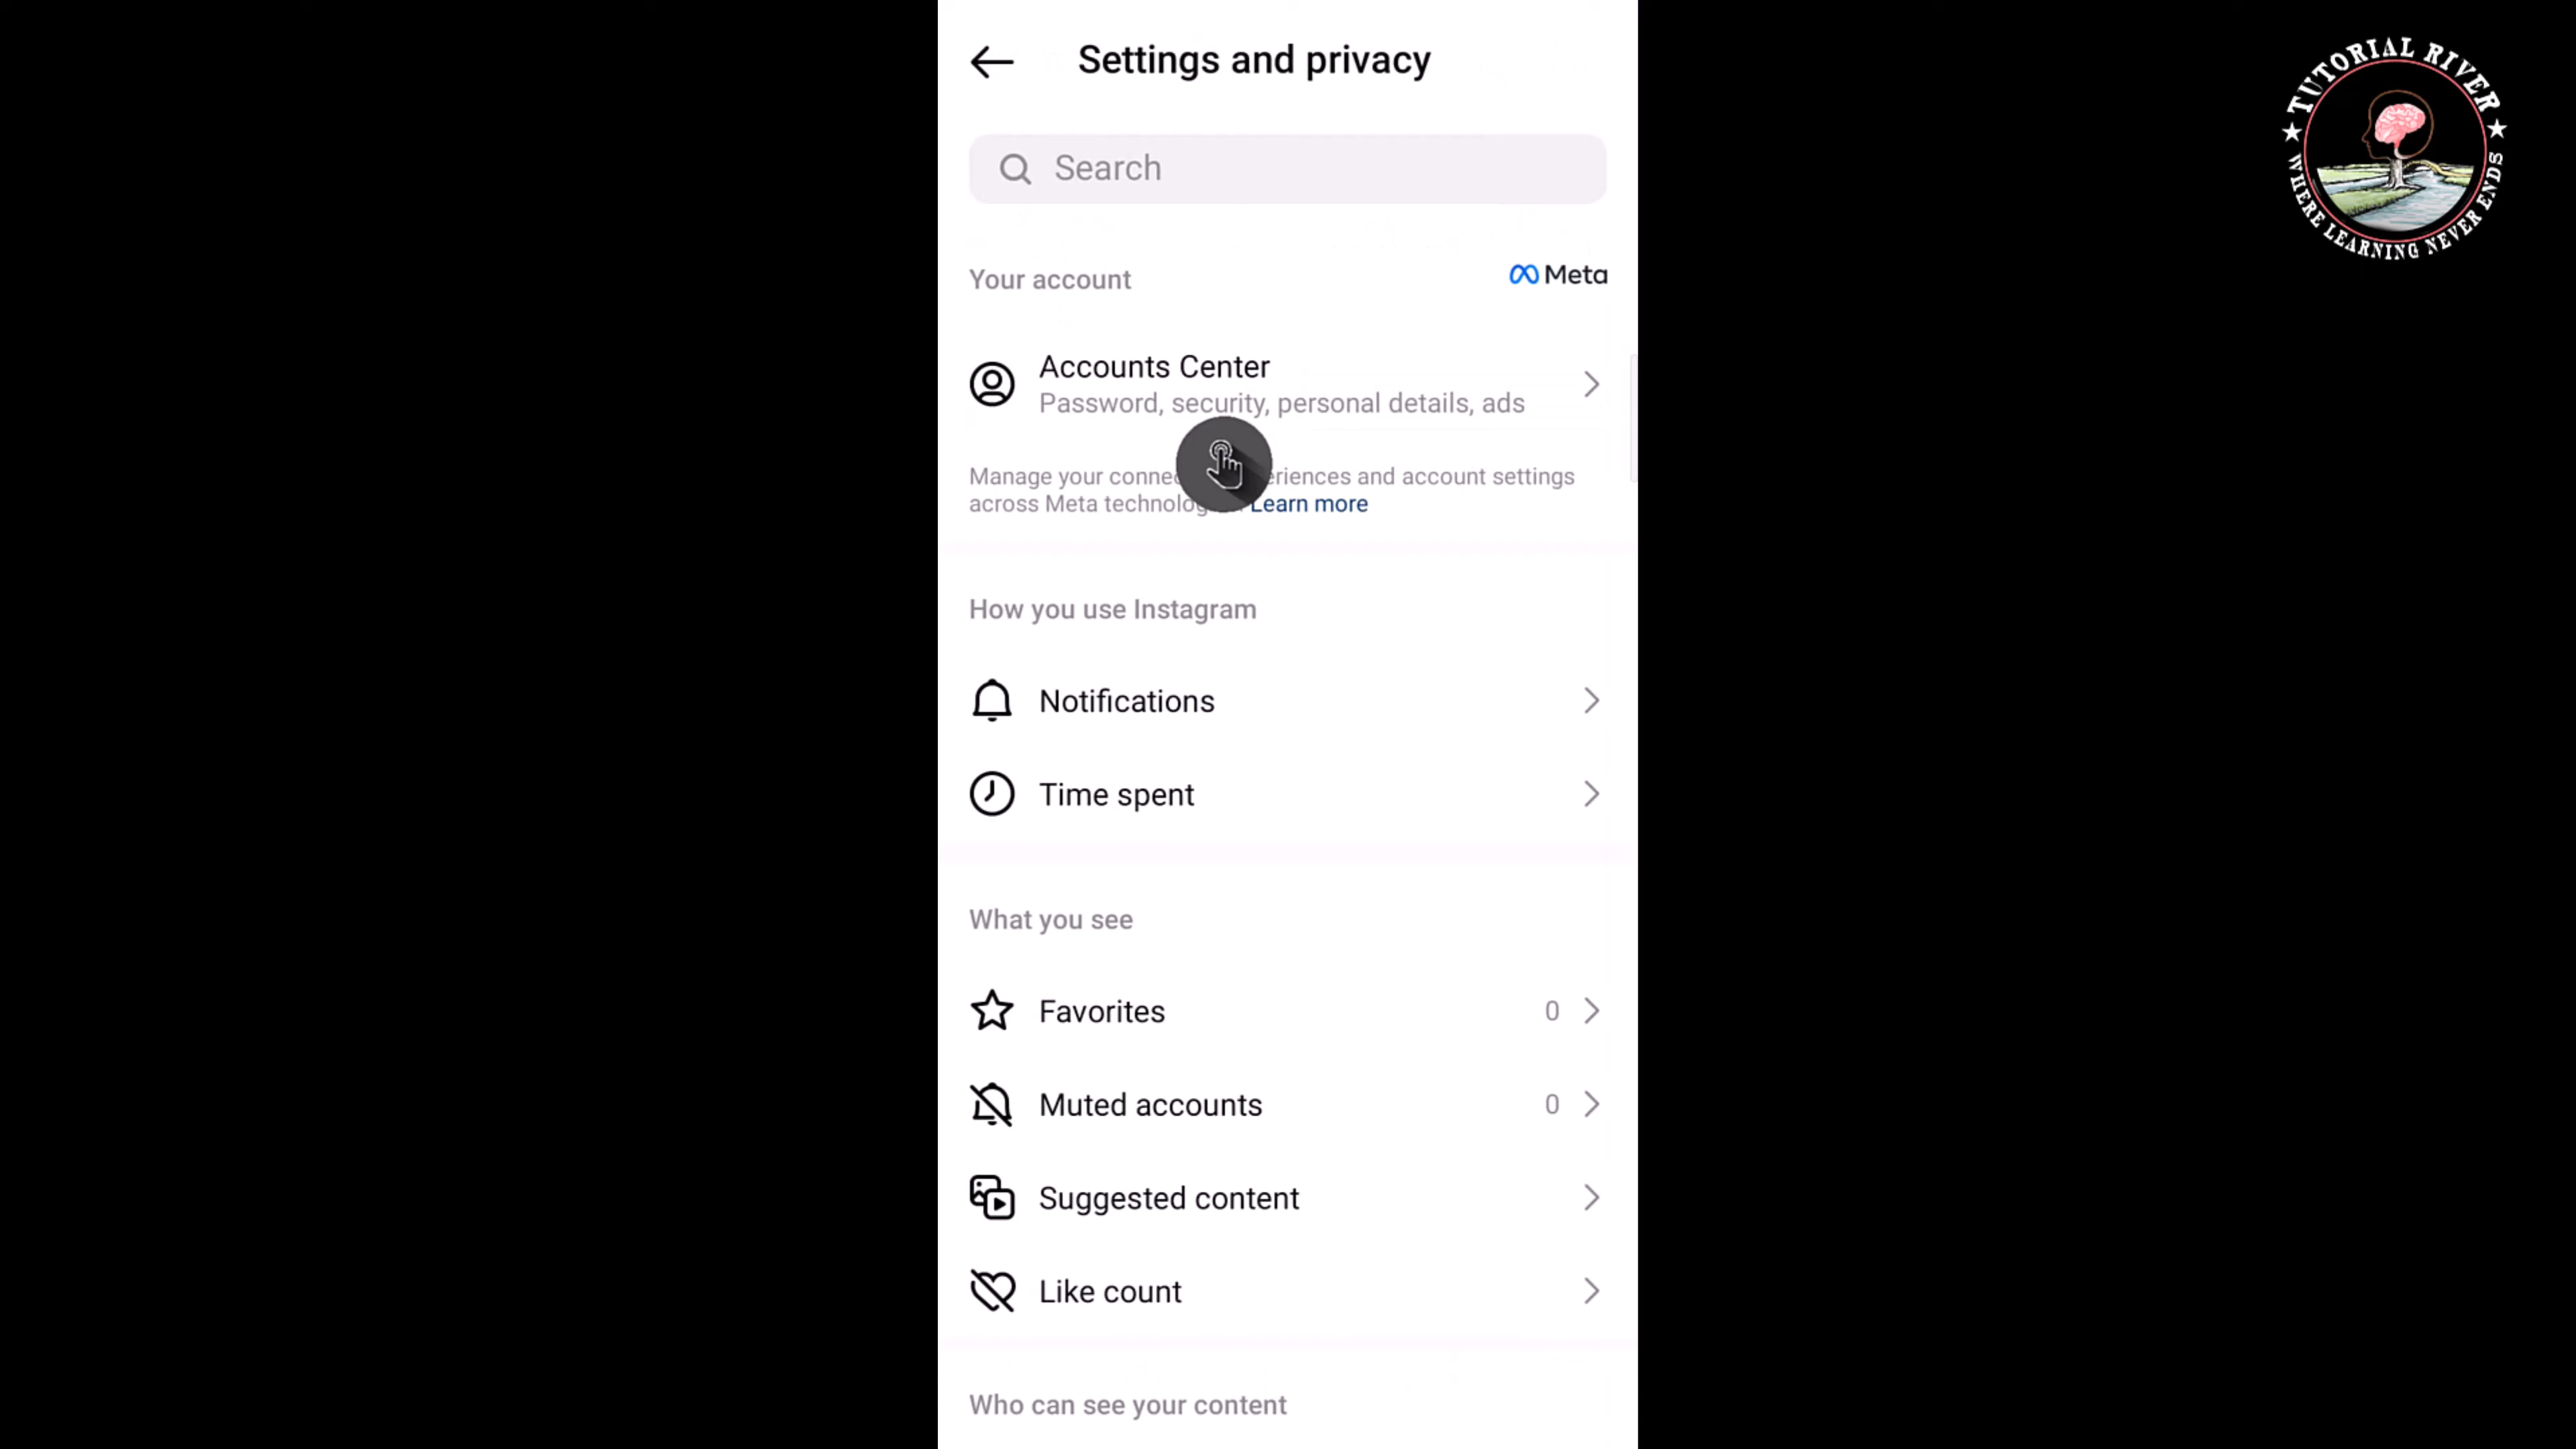 Settings and privacy
TUTORIAL RIVER
WHERE LEARNING NEVER ENDS
Search
Your account
Meta
Accounts Center
Password, security, personal details, ads
Manage your conne riences and account settings
across Meta technolog Learn more
How you use Instagram
Notifications
Time spent
What you see
Favorites 0
Muted accounts 0
Suggested content
Like count
Who can see your content